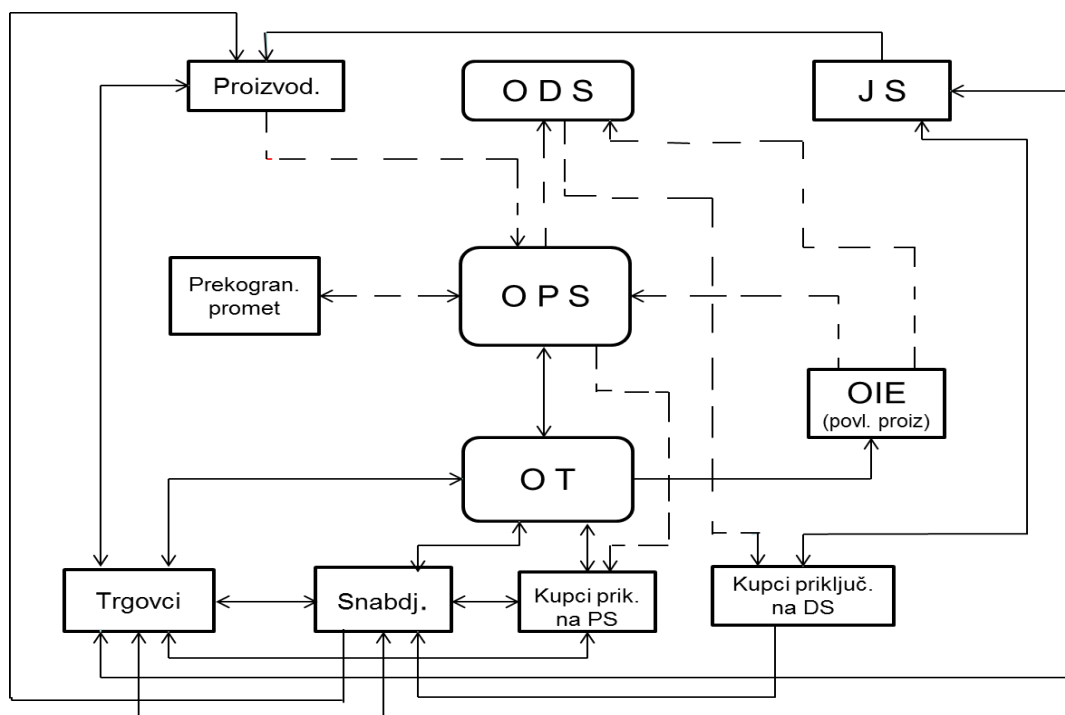 Proizvod.
O D S
J S
Prekogran.
promet
O P S
OIE
(povl. proiz)
O T
Trgovci
Snabdj.
Kupci prik.
na PS
Kupci priključ.
na DS